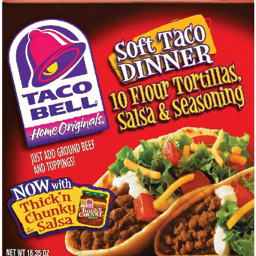 Soft Taco
DINNER
10 Flour Tortillas,
Salsa & Seasoning
TACO
BELL
Home Originals
JUST ADD GROUND BEEF
AND TOPPINGS!
NOW with
Thick'n
Chunky
Salsa
NET WT 16.35 OZ